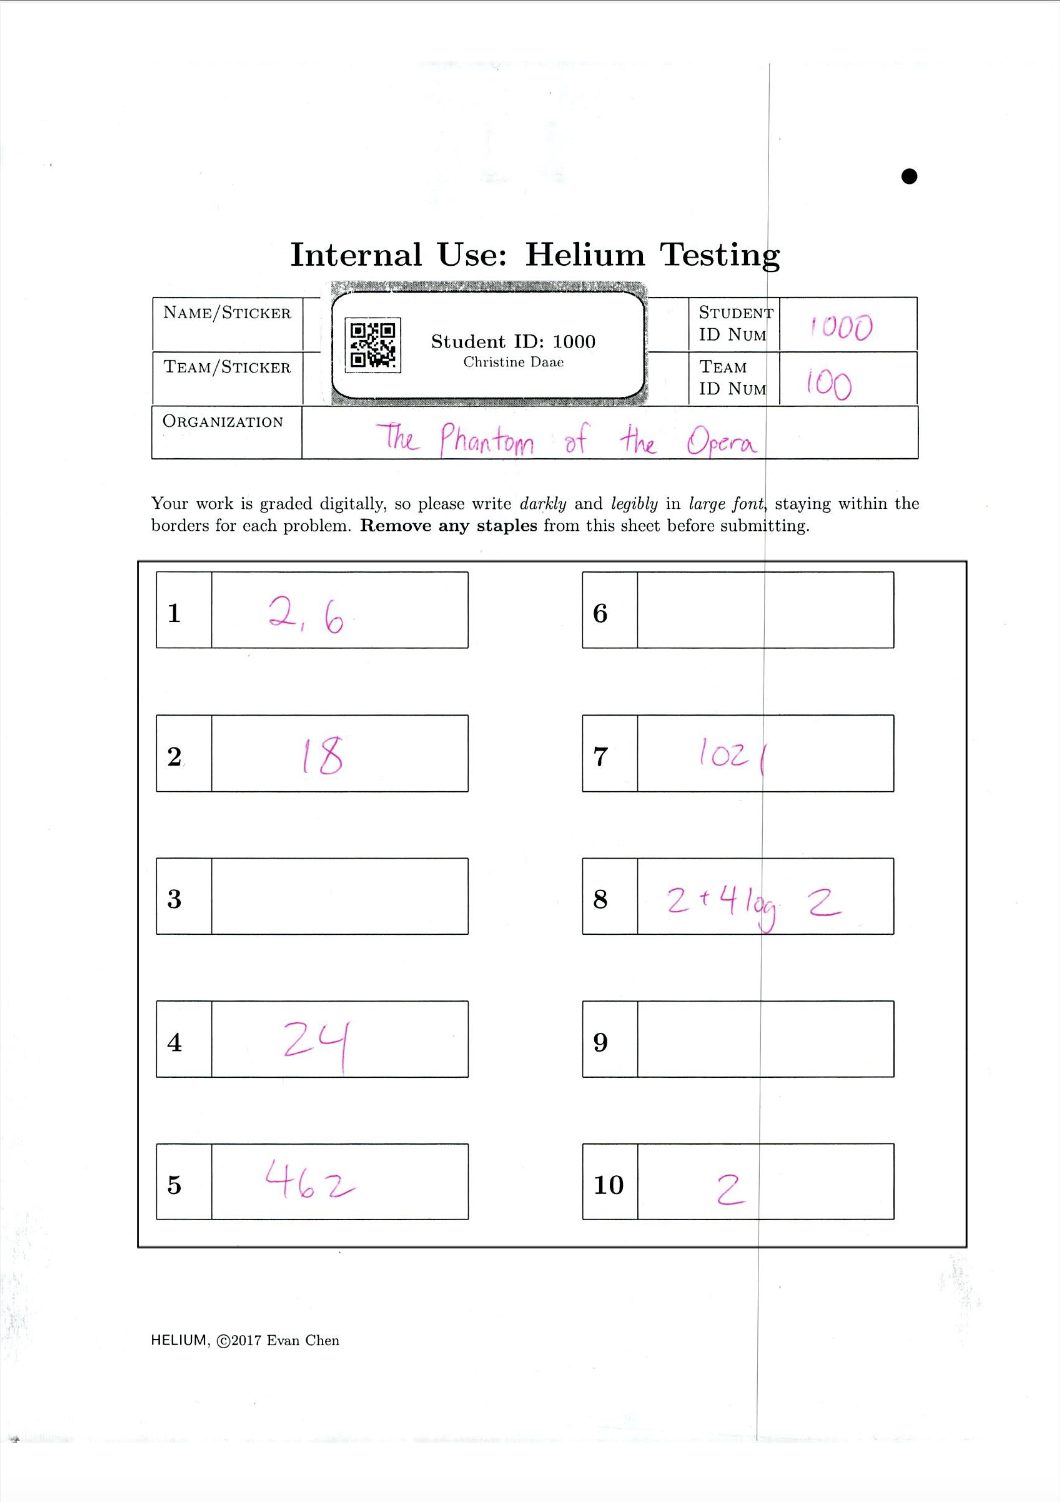 Internal Use: Helium Testing
Name/Sticker
Student ID: 1000
Christine Daae
Student
ID Num
1000
Team/Sticker
Team
ID Num
100
Organization
The Phantom of the Opera
Your work is graded digitally, so please write darkly and legibly in large font, staying within the
borders for each problem. Remove any staples from this sheet before submitting.
1 2, 6
2 18
3
4 24
5 462
6
7 1021
8 2+4 log 2
9
10 2
HELIUM, ©2017 Evan Chen